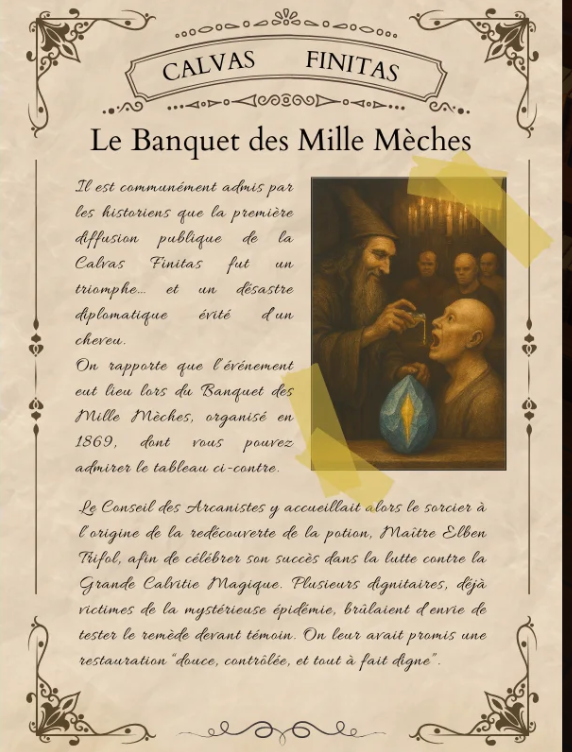 CALVAS FINITAS
Le Banquet des Mille Mèches
Il est communément admis par
les historiens que la première
diffusion publique de la
Calvas Finitas fut un
triomphe... et un désastre
diplomatique évité d'un
cheveu.
On rapporte que l'événement
eut lieu lors du Banquet des
Mille Mèches, organisé en
1869, dont vous pouvez
admirer le tableau ci-contre.
Le Conseil des Arcanistes y accueillait alors le sorcier à
l'origine de la redécouverte de la potion, Maître Elben
Trifol, afin de célébrer son succès dans la lutte contre la
Grande Calvitie Magique. Plusieurs dignitaires, déjà
victimes de la mystérieuse épidémie, brûlaient d'envie de
tester le remède devant témoin. On leur avait promis une
restauration "douce, contrôlée, et tout à fait digne".